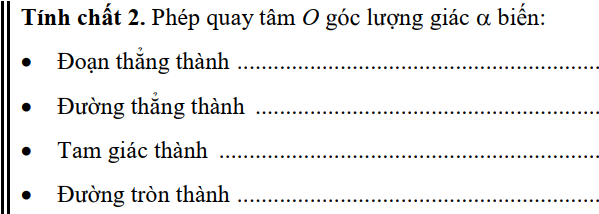 Tính chất 2. Phép quay tâm O góc lượng giác α biến:
• Đoạn thẳng thành ......................................................
• Đường thẳng thành ...................................................
• Tam giác thành .........................................................
• Đường tròn thành ......................................................